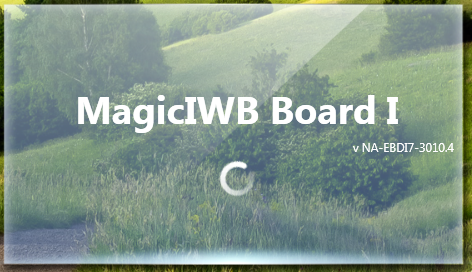 MagicIWB Board I
v NA-EBDI7-3010.4